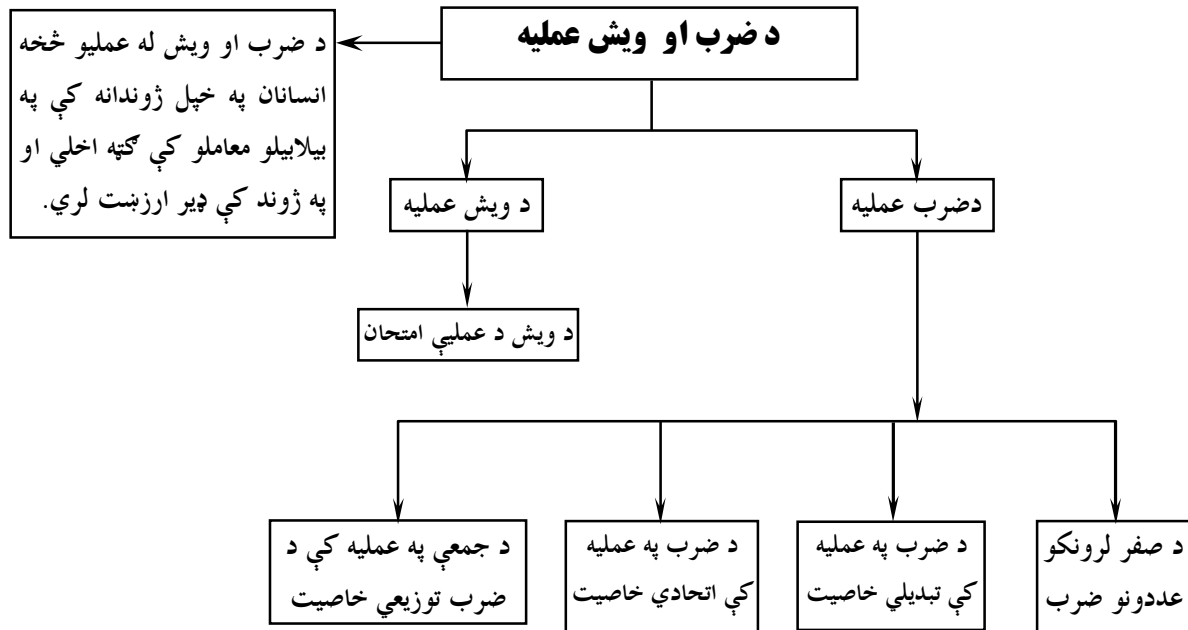 د ضرب او ویش عملیه
د ضرب او ویش له عملیو څخه
انسانان په خپل ژوندانه کې په
بیلابیلو معاملو کې ګټه اخلي او
په ژوند کې ډیر ارزښت لري.
دضرب عملیه
د ویش عملیه
د ویش د عملیې امتحان
د صفر لرونکو
عددونو ضرب
د ضرب په عملیه
کې تبدیلي خاصیت
د ضرب په عملیه
کې اتحادي خاصیت
د جمعې په عملیه کې د
ضرب توزیعي خاصیت